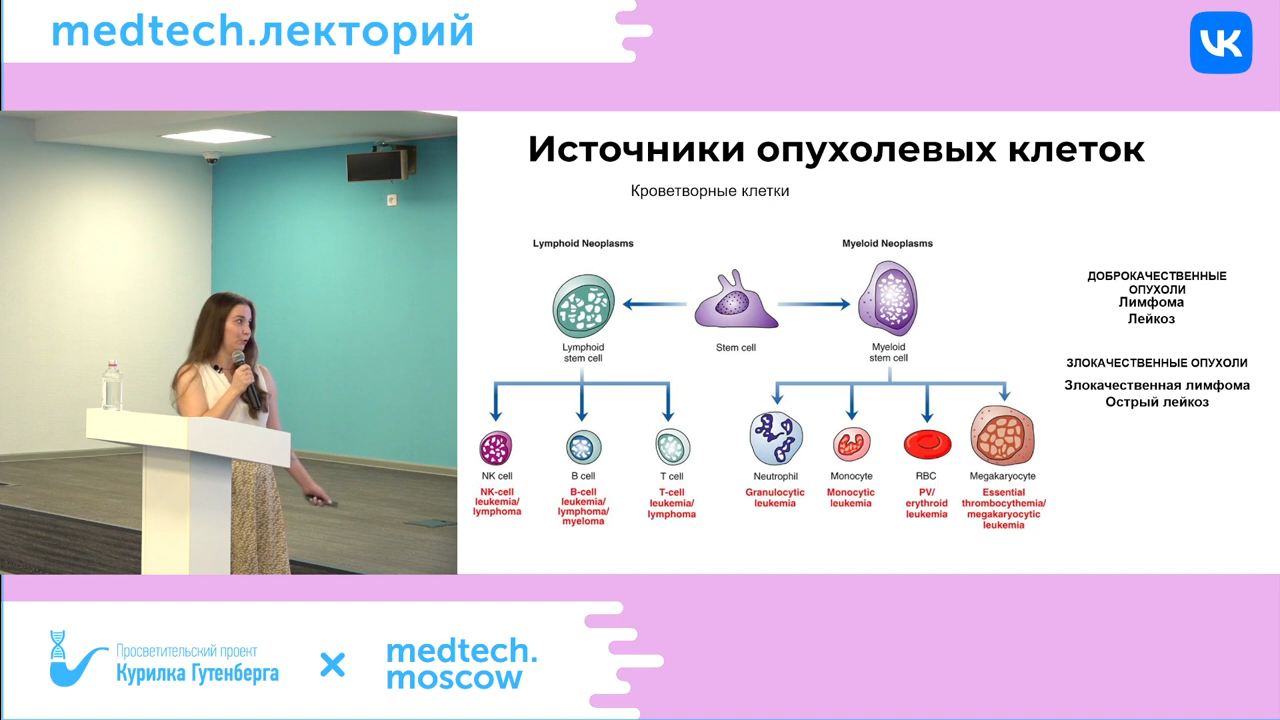 medtech.лекторий
VK
Источники опухолевых клеток
Кроветворные клетки
Lymphoid Neoplasms
Myeloid Neoplasms
Lymphoid
stem cell
Stem cell
Myeloid
stem cell
NK cell
NK-cell
leukemia/
lymphoma
B cell
B-cell
leukemia/
lymphoma/
myeloma
T cell
T-cell
leukemia/
lymphoma
Neutrophil
Granulocytic
leukemia
Monocyte
Monocytic
leukemia
RBC
PV/
erythroid
leukemia
Megakaryocyte
Essential
thrombocythemia/
megakaryocytic
leukemia
ДОБРОКАЧЕСТВЕННЫЕ
ОПУХОЛИ
Лимфома
Лейкоз
ЗЛОКАЧЕСТВЕННЫЕ ОПУХОЛИ
Злокачественная лимфома
Острый лейкоз
Просветительский проект
Курилка Гутенберга
×
medtech.
moscow